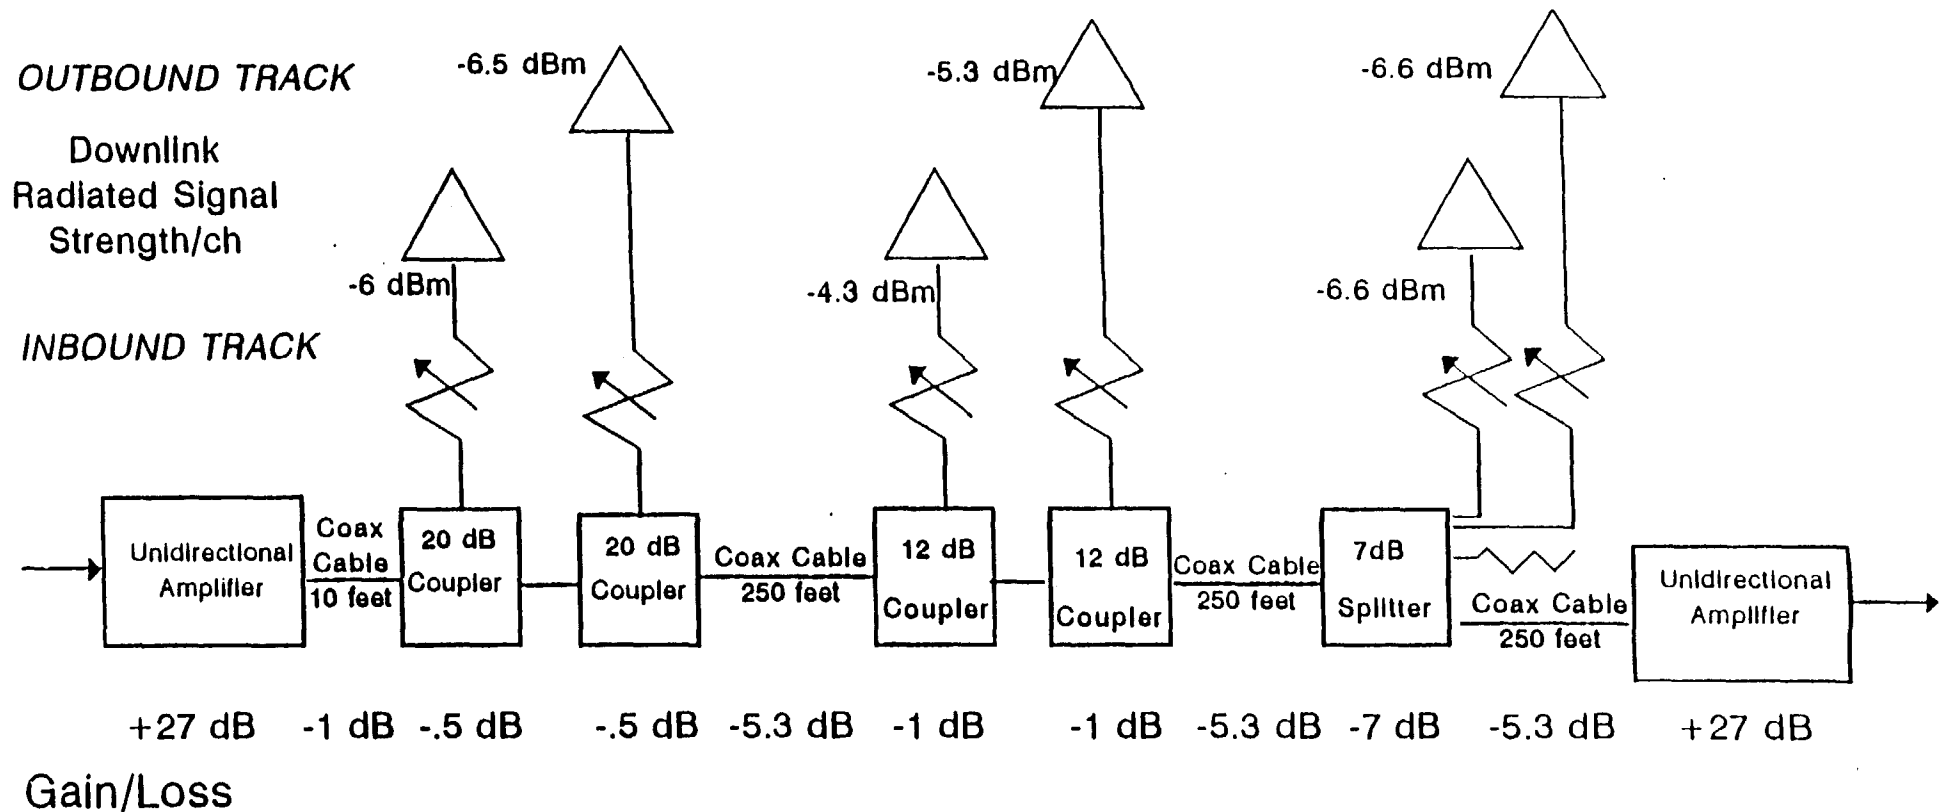 OUTBOUND TRACK
-6.5 dBm
-5.3 dBm
-6.6 dBm
Downlink
Radiated Signal
Strength/ch
-6 dBm
-4.3 dBm
-6.6 dBm
INBOUND TRACK
Unidirectional
Amplifier
Coax
Cable
10 feet
20 dB
Coupler
20 dB
Coupler
Coax Cable
250 feet
12 dB
Coupler
12 dB
Coupler
Coax Cable
250 feet
7dB
Splitter
Coax Cable
250 feet
Unidirectional
Amplifier
+27 dB -1 dB -.5 dB -.5 dB -5.3 dB -1 dB -1 dB -5.3 dB -7 dB -5.3 dB +27 dB
Gain/Loss